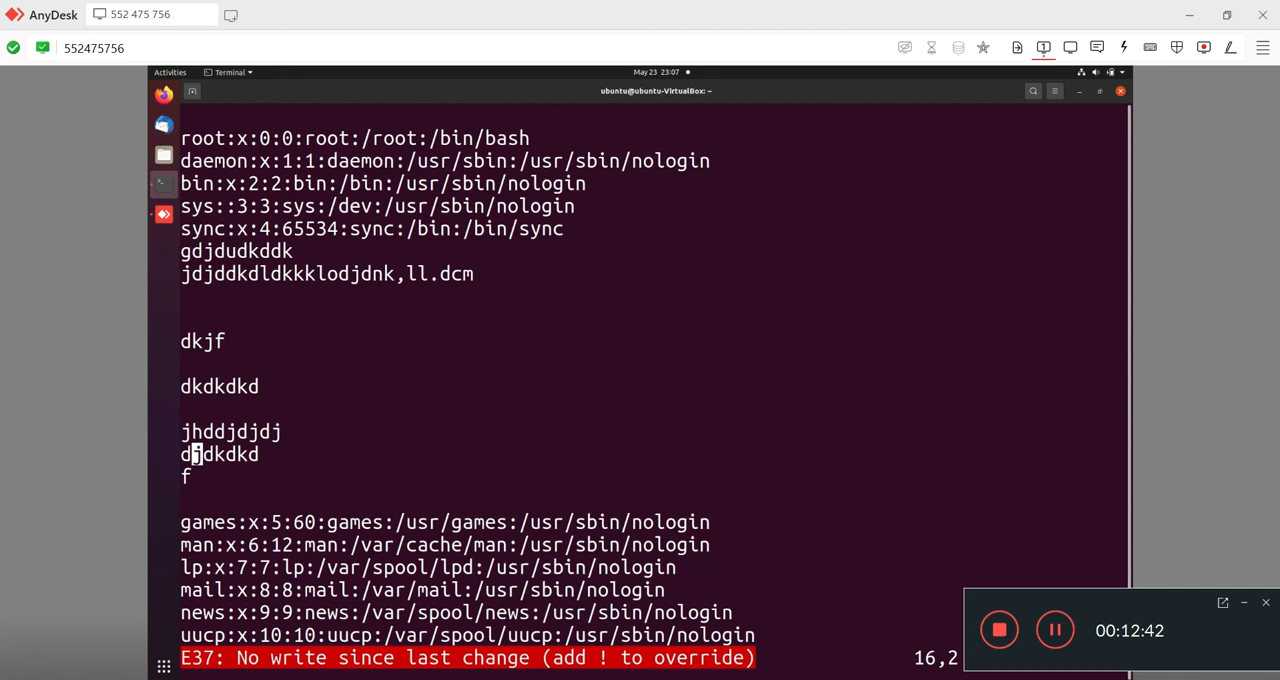 AnyDesk
552 475 756
552475756
1
Activities
Terminal
May 23 23:07
ubuntu@ubuntu-VirtualBox: ~
root:x:0:0:root:/root:/bin/bash
daemon:x:1:1:daemon:/usr/sbin:/usr/sbin/nologin
bin:x:2:2:bin:/bin:/usr/sbin/nologin
sys::3:3:sys:/dev:/usr/sbin/nologin
sync:x:4:65534:sync:/bin:/bin/sync
gdjdudkddk
jdjddkdldkkklodjdnk,ll.dcm
dkjf
dkdkdkd
jhddjdjdj
djdkdkd
f
games:x:5:60:games:/usr/games:/usr/sbin/nologin
man:x:6:12:man:/var/cache/man:/usr/sbin/nologin
lp:x:7:7:lp:/var/spool/lpd:/usr/sbin/nologin
mail:x:8:8:mail:/var/mail:/usr/sbin/nologin
news:x:9:9:news:/var/spool/news:/usr/sbin/nologin
uucp:x:10:10:uucp:/var/spool/uucp:/usr/sbin/nologin
E37: No write since last change (add ! to override)
16,2
00:12:42